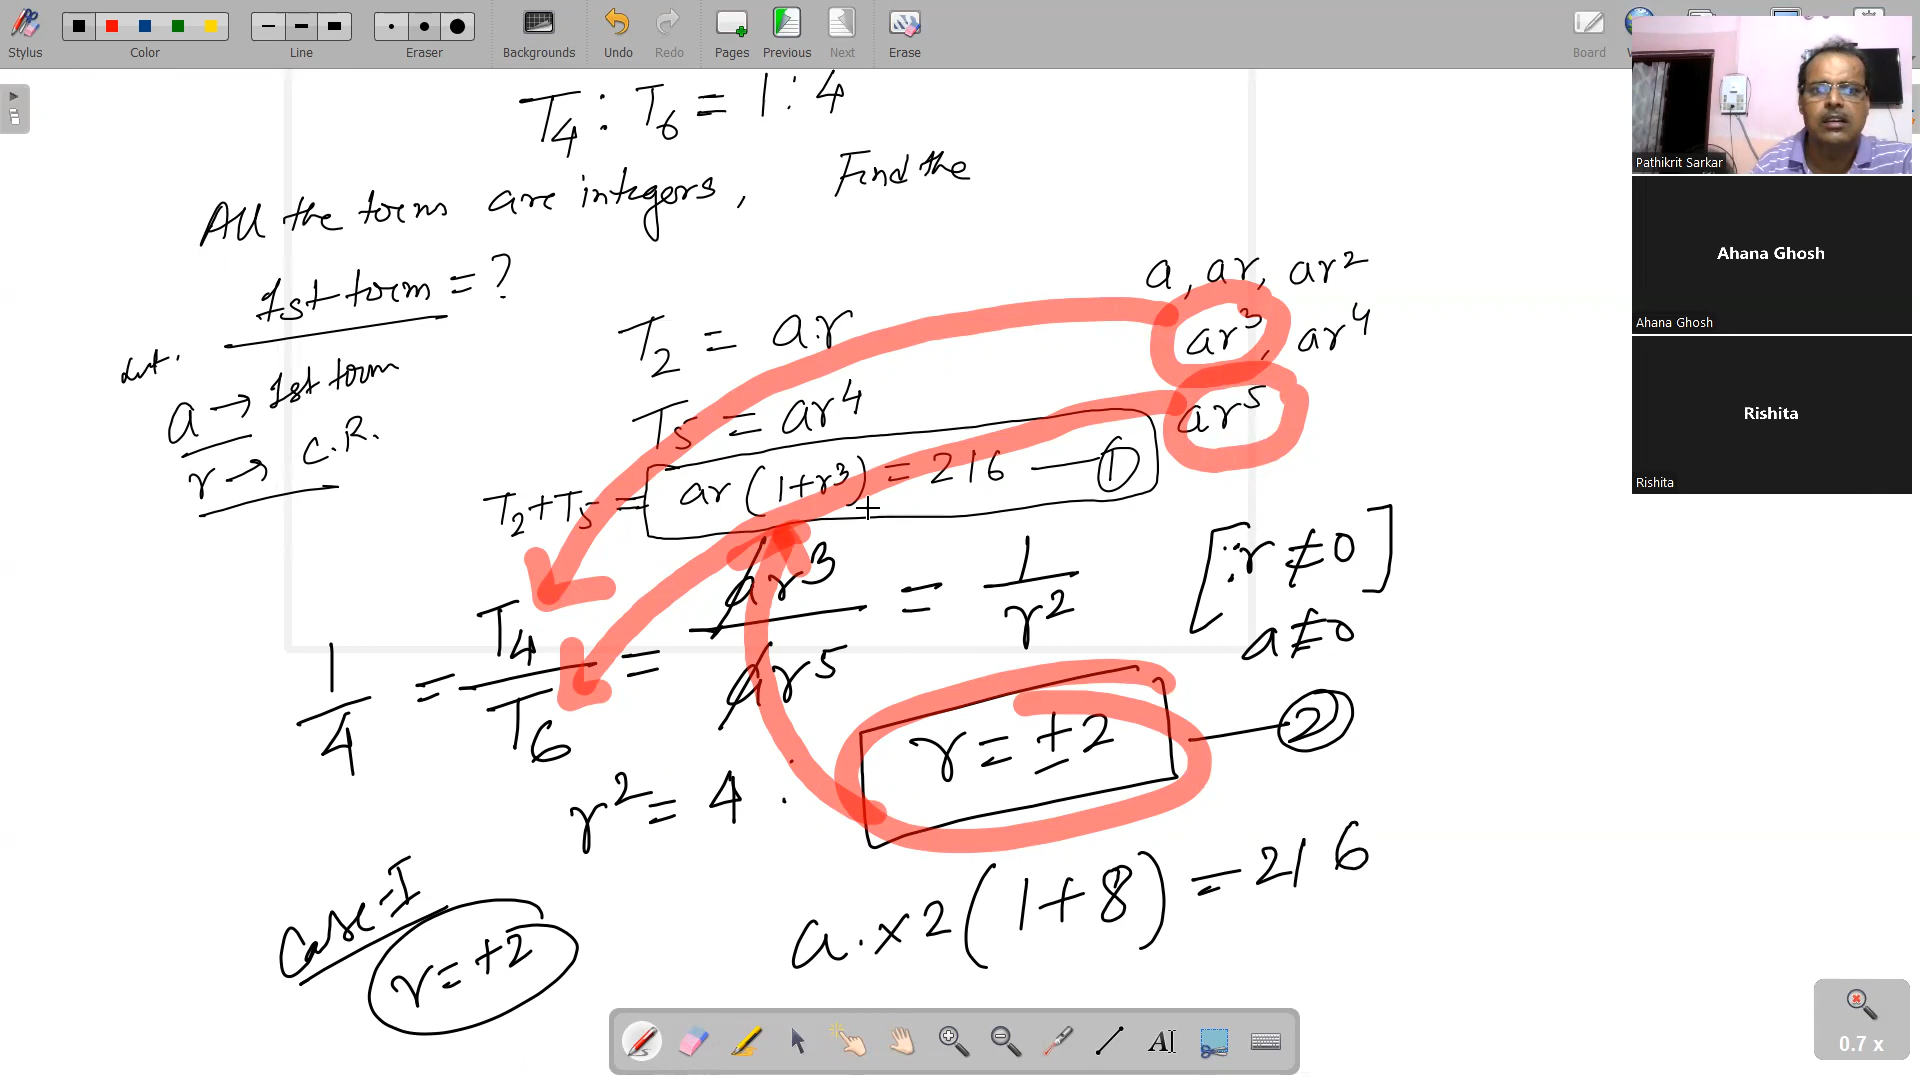 Stylus
Color
Line
Eraser
Backgrounds
Undo
Redo
Pages
Previous
Next
Erase
Board
T4 : T6 = 1 : 4
All the terms are integers, Find the
1st term = ?
Let.
a → 1st term
r → C.R.
a, ar, ar²
ar³, ar⁴
ar⁵
T2 = a.r
T5 = ar⁴
T2+T5 = ar(1+r³) = 216 — ①
1/4 = T4/T6 = ar³/ar⁵ = 1/r² [∵ r ≠ 0]
a ≠ 0
r² = 4 .
r = ±2 — ②
Case-I
r = +2
a. x 2 (1+8) = 216
Pathikrit Sarkar
Ahana Ghosh
Ahana Ghosh
Rishita
Rishita
AI
0.7 x